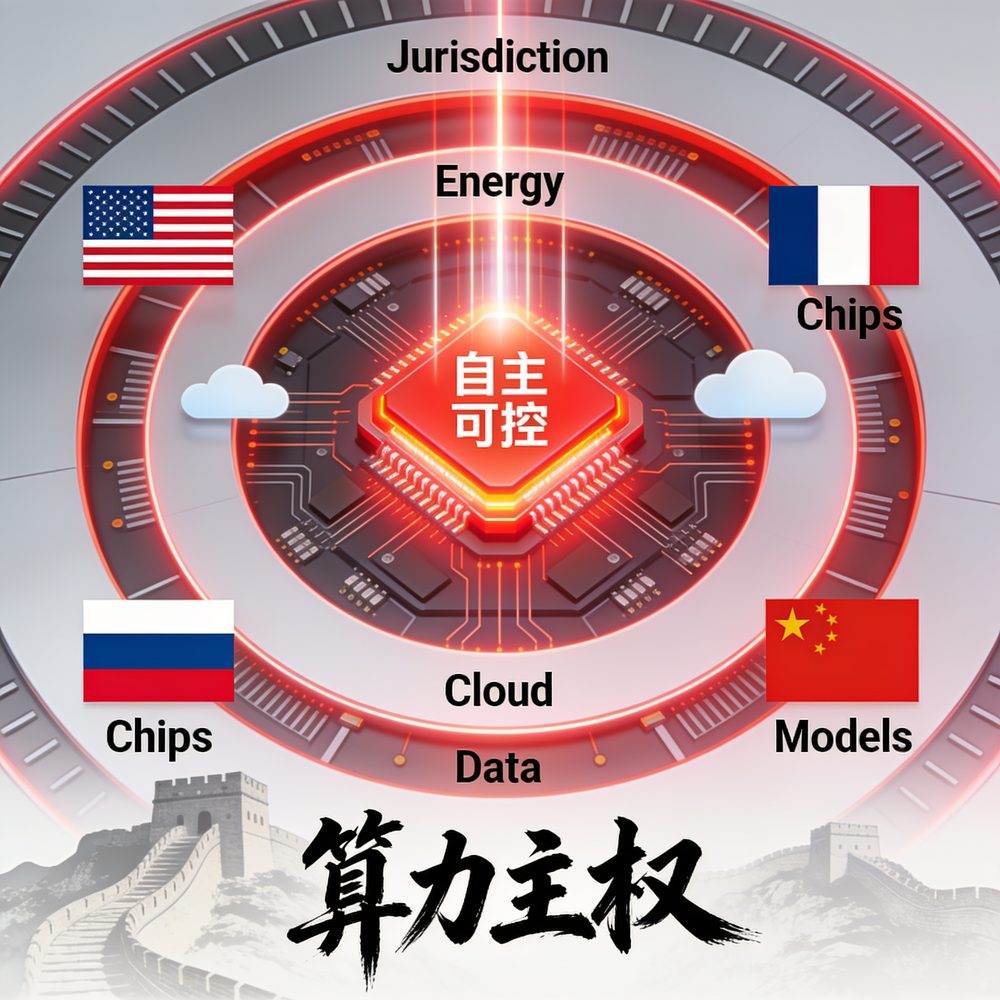 Jurisdiction
Energy
Chips
自主
可控
Cloud
Chips
Models
Data
算力主权